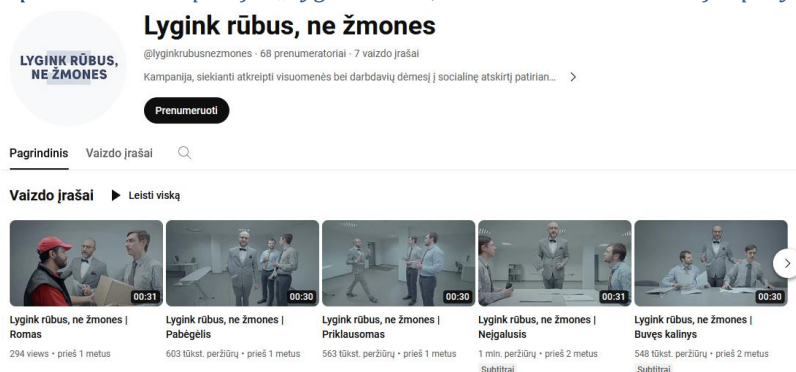 Lygink rūbus, ne žmones
LYGINK RŪBUS,
NE ŽMONES
@lyginkrubusnezmones · 68 prenumeratoriai · 7 vaizdo įrašai
Kampanija, siekianti atkreipti visuomenės bei darbdavių dėmesį į socialinę atskirtį patirian...
Prenumeruoti
Pagrindinis Vaizdo įrašai
Vaizdo įrašai Leisti viską
00:31 00:30 00:30 00:31 00:30
Lygink rūbus, ne žmones | Lygink rūbus, ne žmones | Lygink rūbus, ne žmones | Lygink rūbus, ne žmones | Lygink rūbus, ne žmones |
Romas Pabėgėlis Priklausomas Neįgalusis Buvęs kalinys
294 views • prieš 1 metus 603 tūkst. peržiūrų • prieš 1 metus 563 tūkst. peržiūrų • prieš 1 metus 1 mln. peržiūrų • prieš 2 metus 548 tūkst. peržiūrų • prieš 2 metus
Subtitrai Subtitrai